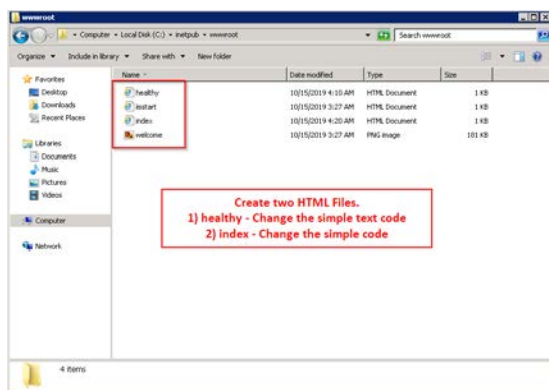 wwwroot
Computer Local Disk (C:) inetpub wwwroot
Search wwwroot
Organize Include in library Share with New folder
Name Date modified Type Size
Favorites
Desktop
Downloads
Recent Places
Libraries
Documents
Music
Pictures
Videos
Computer
Network
healthy 10/15/2019 4:10 AM HTML Document 1 KB
iisstart 10/15/2019 3:27 AM HTML Document 1 KB
index 10/15/2019 4:20 AM HTML Document 1 KB
welcome 10/15/2019 3:27 AM PNG image 181 KB
Create two HTML Files.
1) healthy - Change the simple text code
2) index - Change the simple code
4 items